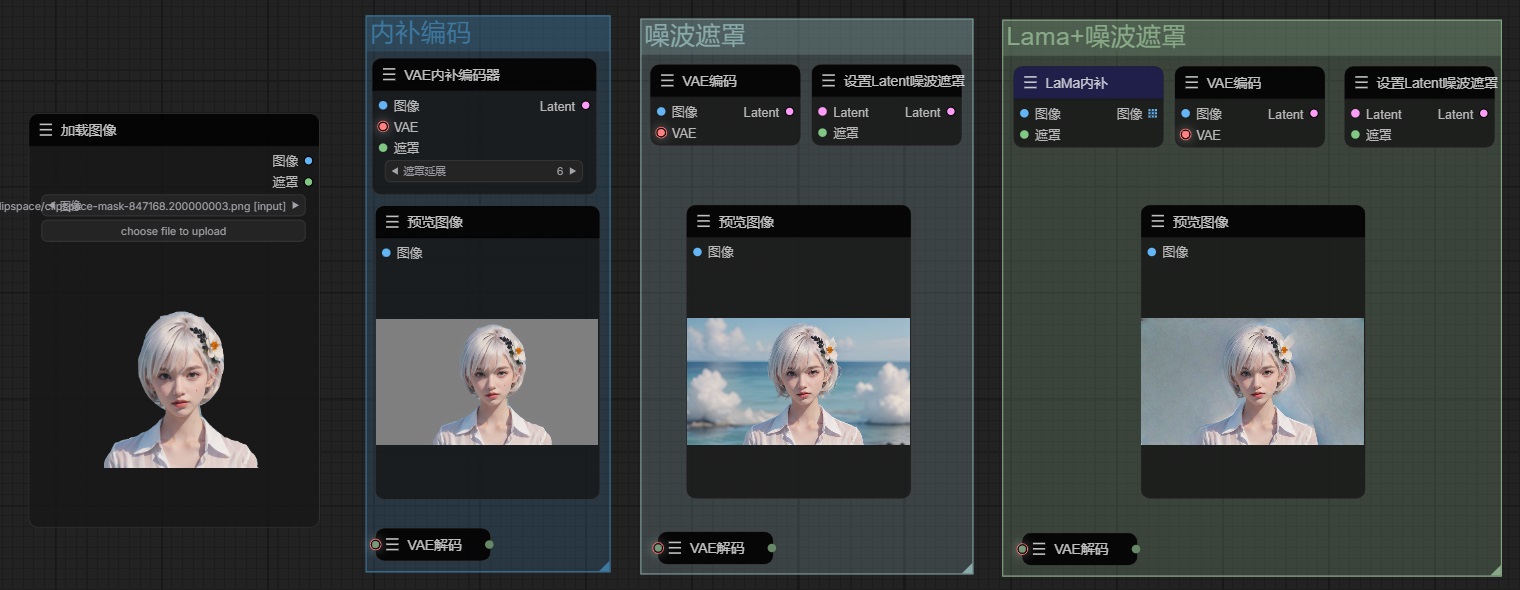 加载图像
图像
遮罩
lipspace/clipspace-mask-847168.200000003.png [input]
图像
choose file to upload
内补编码
VAE内补编码器
图像 Latent
VAE
遮罩
遮罩延展 6
预览图像
图像
VAE解码
噪波遮罩
VAE编码
图像 Latent
VAE
设置Latent噪波遮罩
Latent Latent
遮罩
预览图像
图像
VAE解码
Lama+噪波遮罩
LaMa内补
图像 图像
遮罩
VAE编码
图像 Latent
VAE
设置Latent噪波遮罩
Latent Latent
遮罩
预览图像
图像
VAE解码